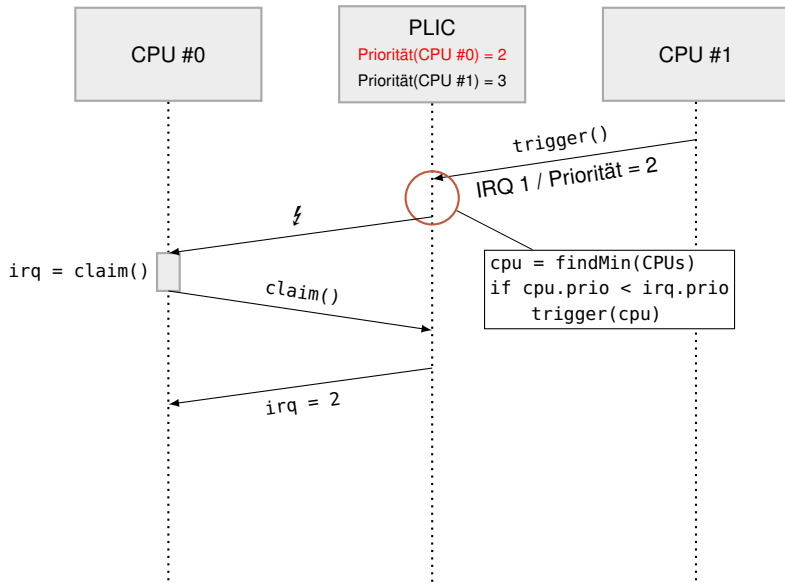 CPU #0
PLIC
Priorität(CPU #0) = 2
Priorität(CPU #1) = 3
CPU #1
trigger()
IRQ 1 / Priorität = 2
cpu = findMin(CPUs)
if cpu.prio < irq.prio
trigger(cpu)
irq = claim()
claim()
irq = 2